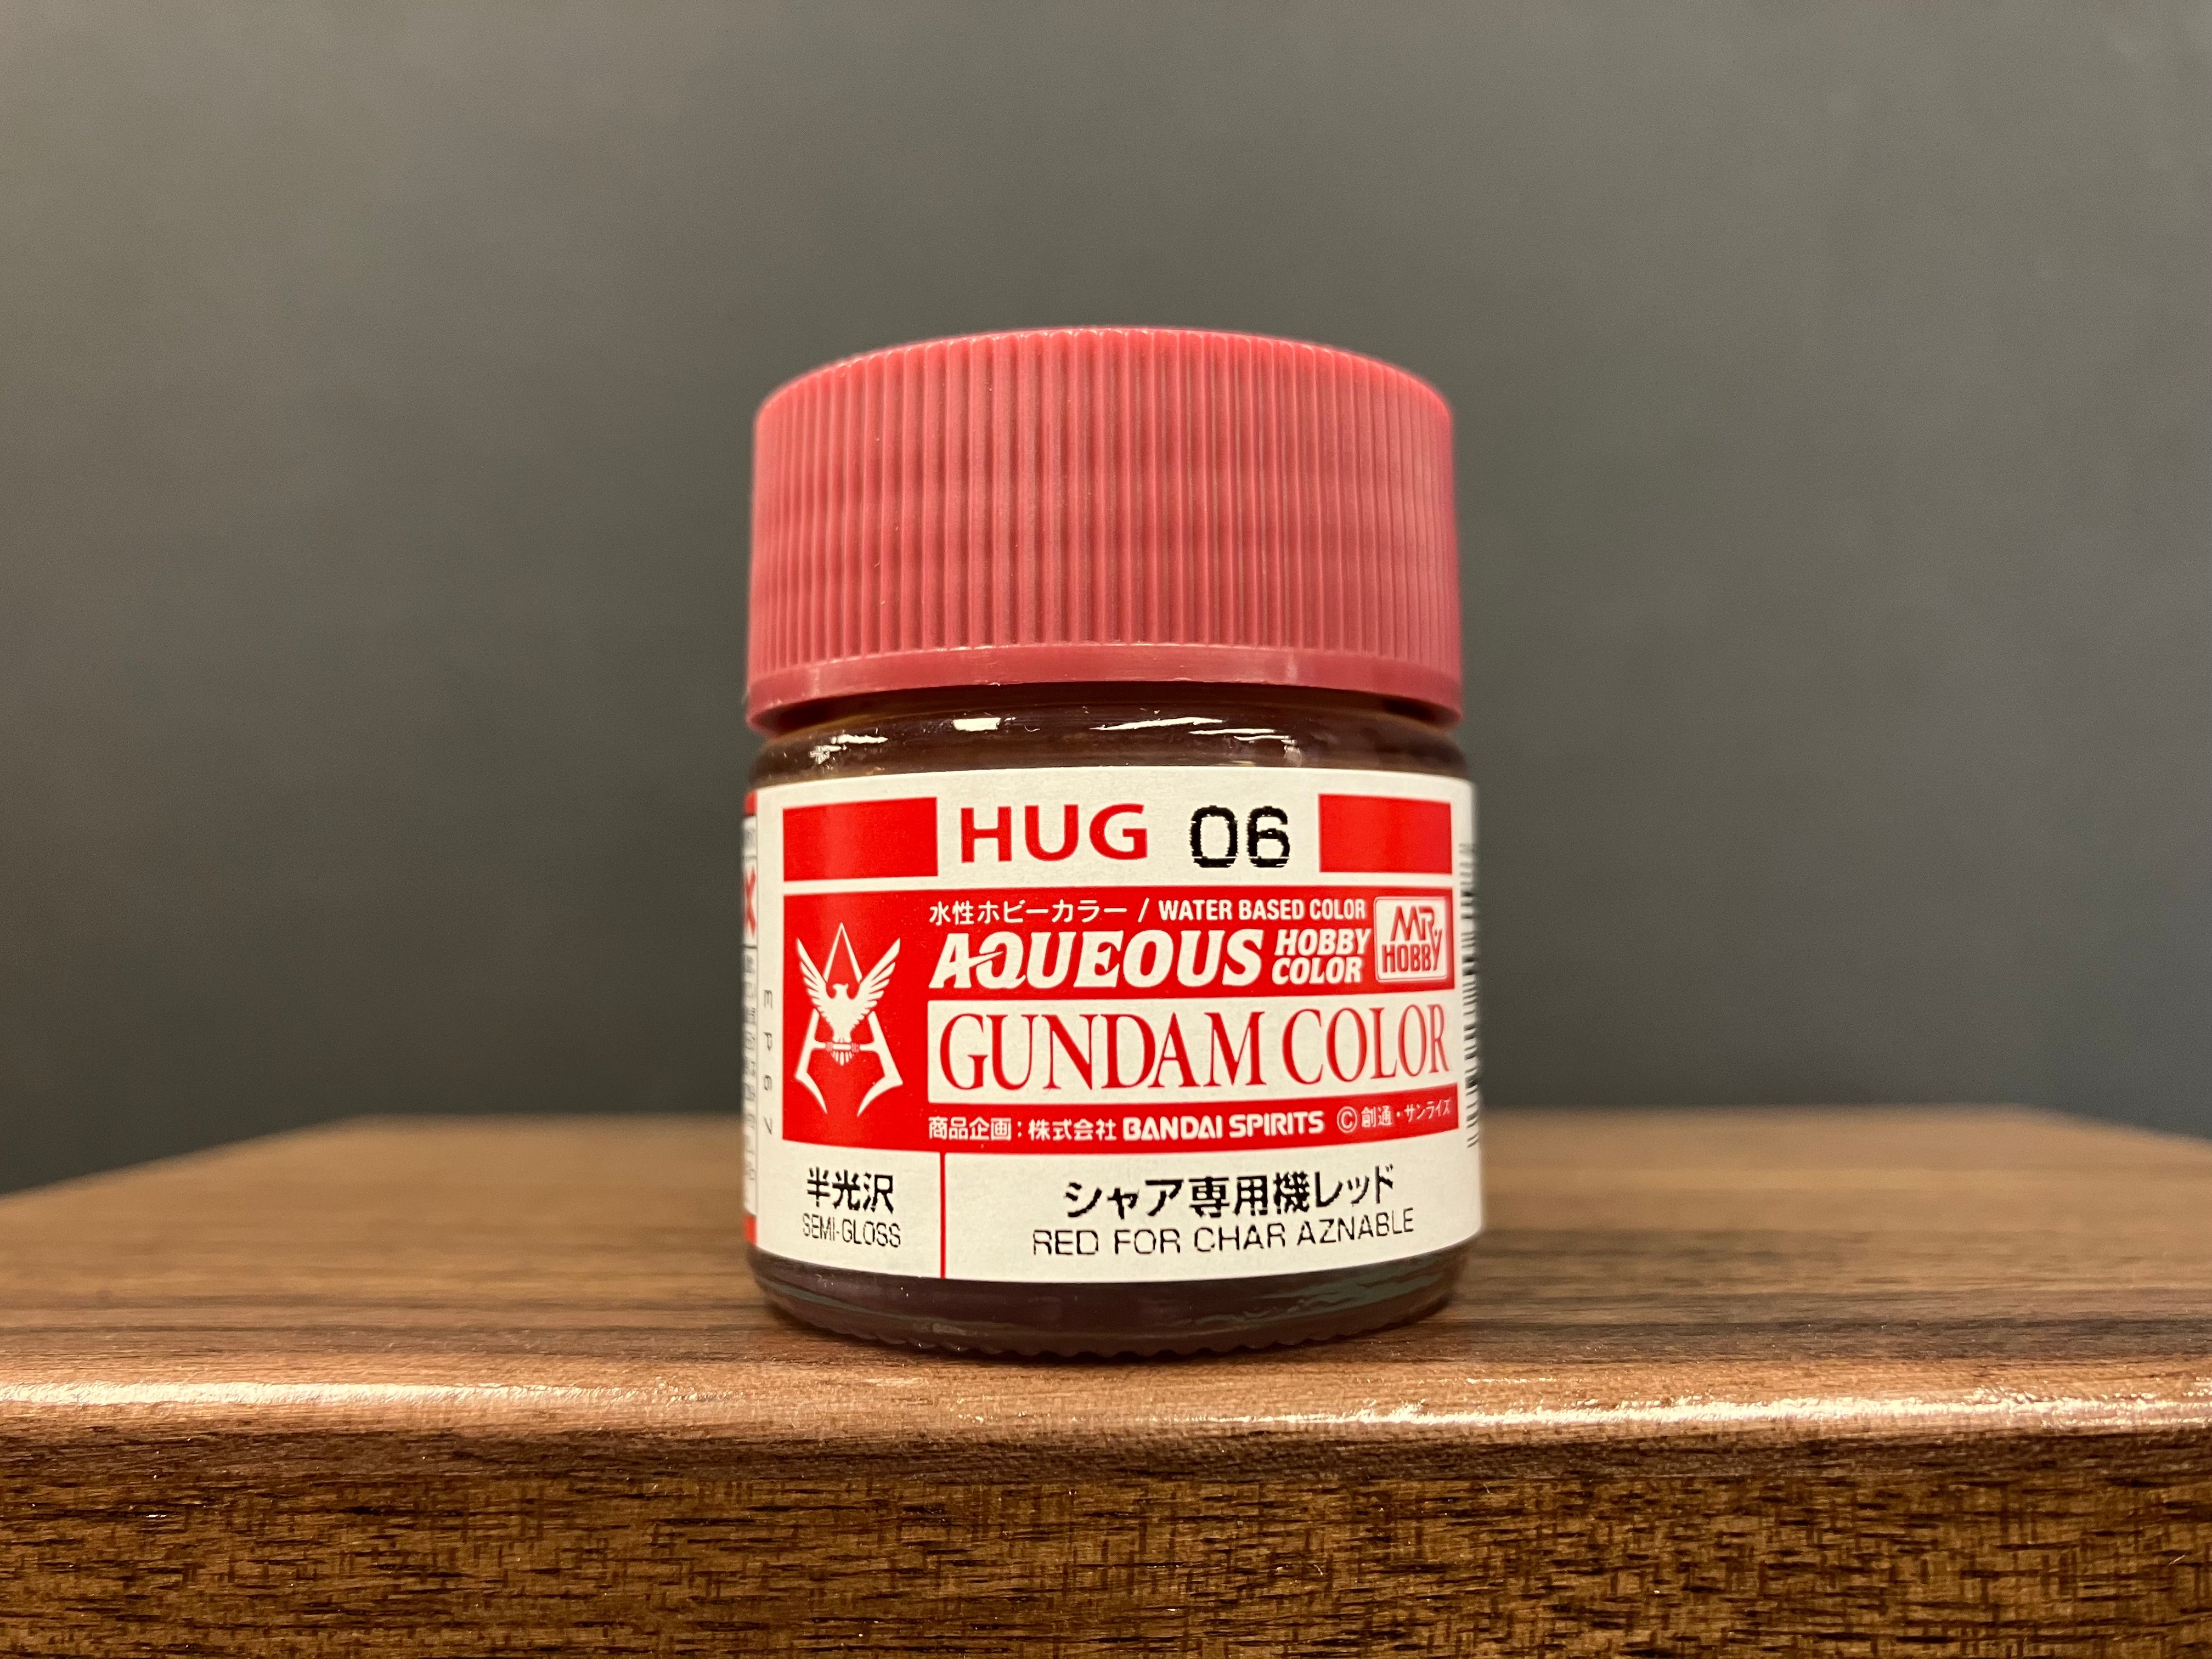 HUG 06
水性ホビーカラー / WATER BASED COLOR
AQUEOUS HOBBY COLOR
MR. HOBBY
GUNDAM COLOR
商品企画：株式会社 BANDAI SPIRITS ©創通・サンライズ
半光沢
SEMI-GLOSS
シャア専用機レッド
RED FOR CHAR AZNABLE
EP67